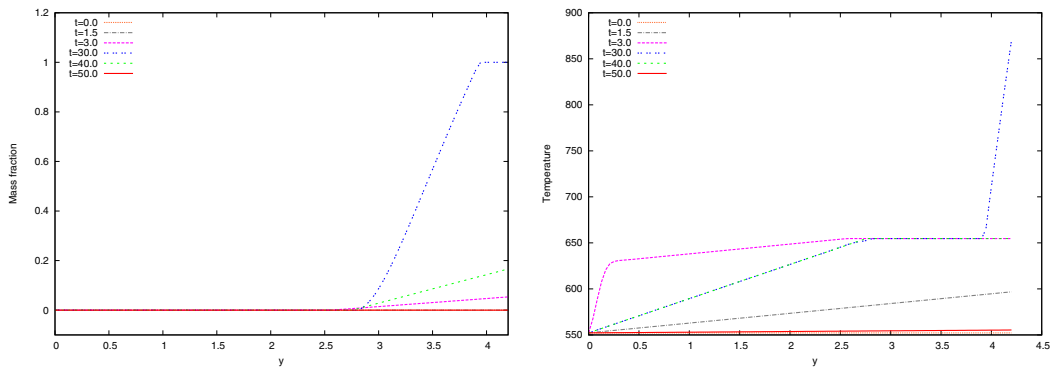 1.2
1
0.8
0.6
0.4
0.2
0
Mass fraction
t=0.0
t=1.5
t=3.0
t=30.0
t=40.0
t=50.0
0 0.5 1 1.5 2 2.5 3 3.5 4
y
900
850
800
750
700
650
600
550
Temperature
t=0.0
t=1.5
t=3.0
t=30.0
t=40.0
t=50.0
0 0.5 1 1.5 2 2.5 3 3.5 4 4.5
y